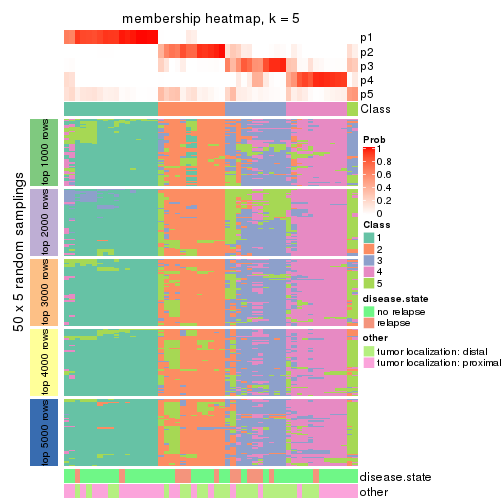 membership heatmap, k = 5
p1
p2
p3
p4
p5
Class
50 x 5 random samplings
top 1000 rows
top 2000 rows
top 3000 rows
top 4000 rows
top 5000 rows
disease.state
other
Prob
1
0.8
0.6
0.4
0.2
0
Class
1
2
3
4
5
disease.state
no relapse
relapse
other
tumor localization: distal
tumor localization: proximal